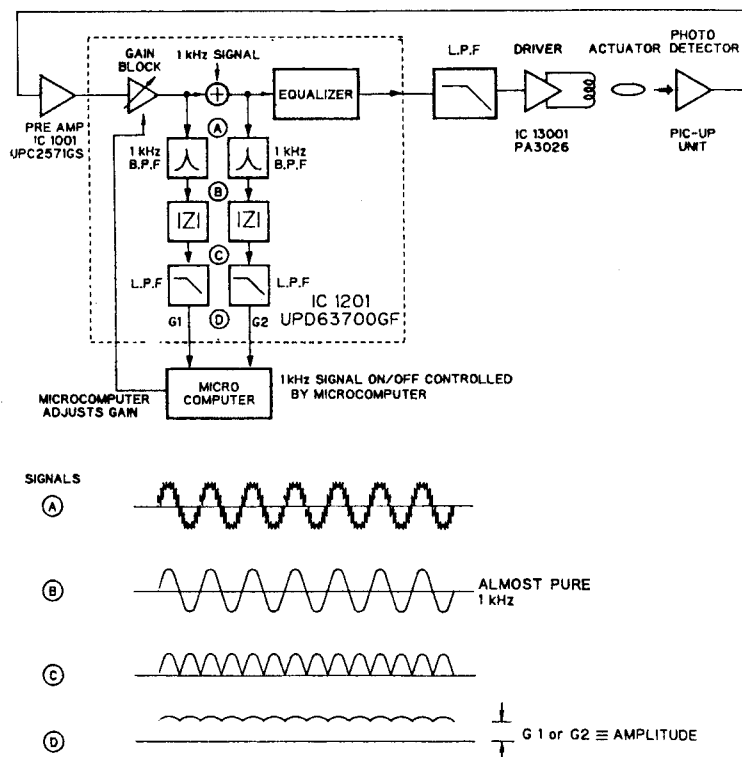 GAIN
BLOCK
1 kHz SIGNAL
L.P.F
DRIVER
ACTUATOR
PHOTO
DETECTOR
EQUALIZER
PRE AMP
IC 1001
UPC2571GS
A
1 kHz
B.P.F
1 kHz
B.P.F
IC 13001
PA3026
PIC-UP
UNIT
B
|Z|
|Z|
C
L.P.F
L.P.F
IC 1201
UPD63700GF
G1
D
G2
MICROCOMPUTER
ADJUSTS GAIN
MICRO
COMPUTER
1kHz SIGNAL ON/OFF CONTROLLED
BY MICROCOMPUTER
SIGNALS
A
B
ALMOST PURE
1 kHz
C
D
G 1 or G2 ≡ AMPLITUDE